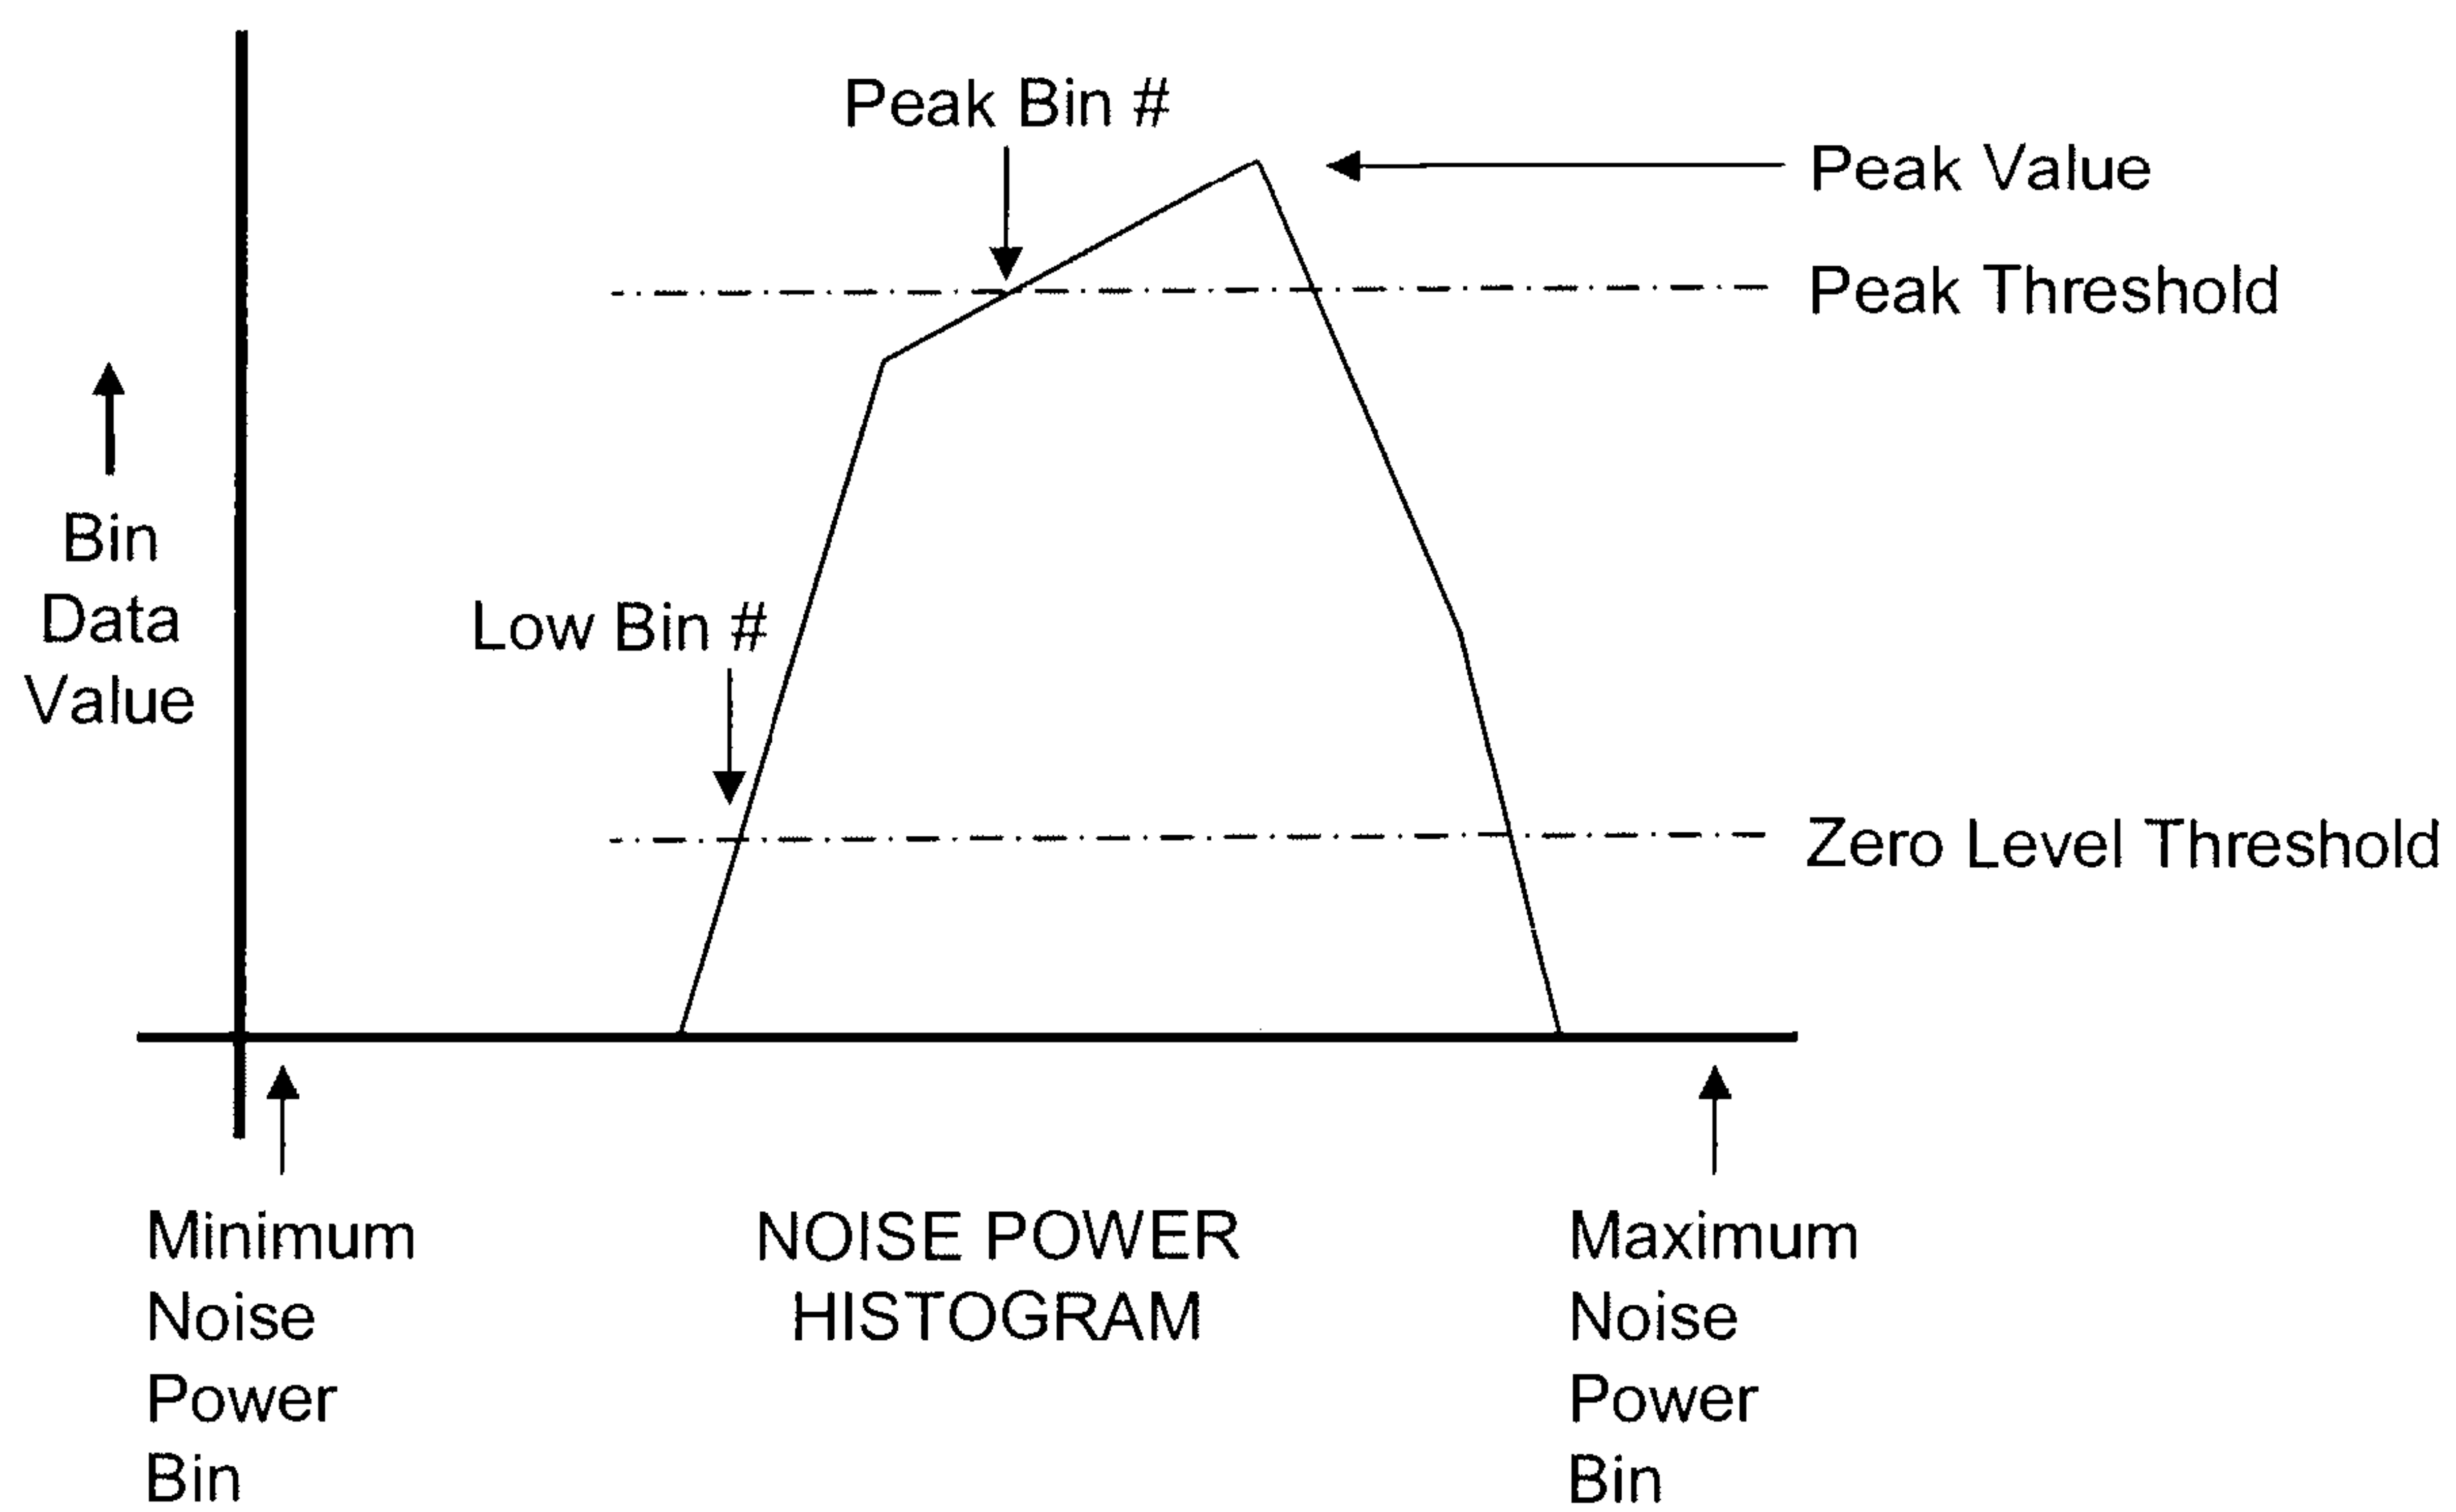 Peak Bin #
Peak Value
Peak Threshold
Bin
Data
Value
Low Bin #
Zero Level Threshold
Minimum
Noise
Power
Bin
NOISE POWER
HISTOGRAM
Maximum
Noise
Power
Bin